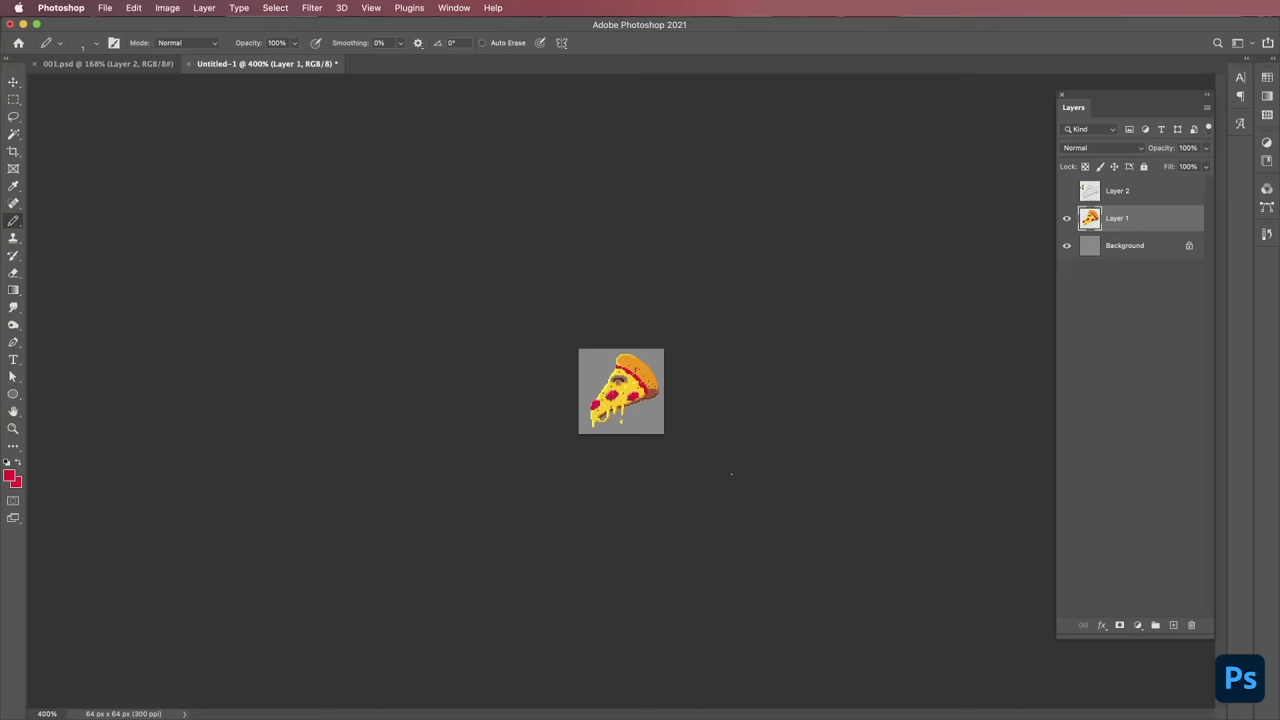 Photoshop File Edit Image Layer Type Select Filter 3D View Plugins Window Help
Adobe Photoshop 2021
1 Mode: Normal Opacity: 100% Smoothing: 0% 0° Auto Erase
001.psd @ 168% (Layer 2, RGB/8#) Untitled-1 @ 400% (Layer 1, RGB/8) *
Layers
Kind
Normal Opacity: 100%
Lock: Fill: 100%
Layer 2
Layer 1
Background
fx
Ps
400% 64 px x 64 px (300 ppi)